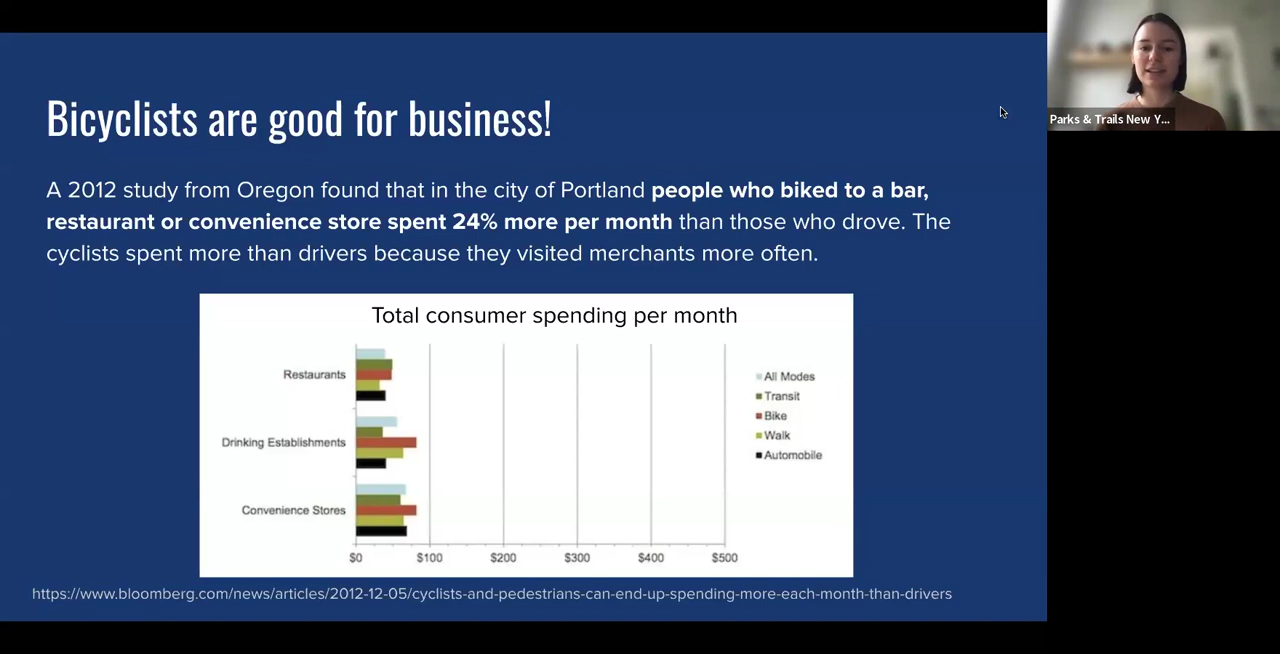 Bicyclists are good for business!
A 2012 study from Oregon found that in the city of Portland people who biked to a bar,
restaurant or convenience store spent 24% more per month than those who drove. The
cyclists spent more than drivers because they visited merchants more often.
Total consumer spending per month
Restaurants
Drinking Establishments
Convenience Stores
$0 $100 $200 $300 $400 $500
All Modes
Transit
Bike
Walk
Automobile
https://www.bloomberg.com/news/articles/2012-12-05/cyclists-and-pedestrians-can-end-up-spending-more-each-month-than-drivers
Parks & Trails New Y...